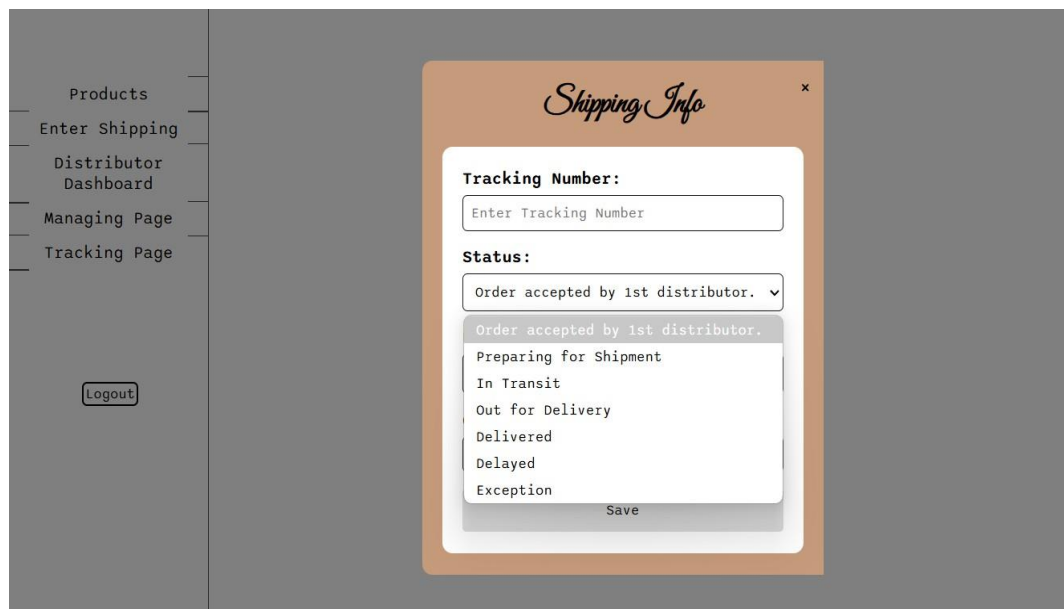 Products
Enter Shipping
Distributor
Dashboard
Managing Page
Tracking Page
Logout
Shipping Info
×
Tracking Number:
Enter Tracking Number
Status:
Order accepted by 1st distributor.
Order accepted by 1st distributor.
Preparing for Shipment
In Transit
Out for Delivery
Delivered
Delayed
Exception
Save